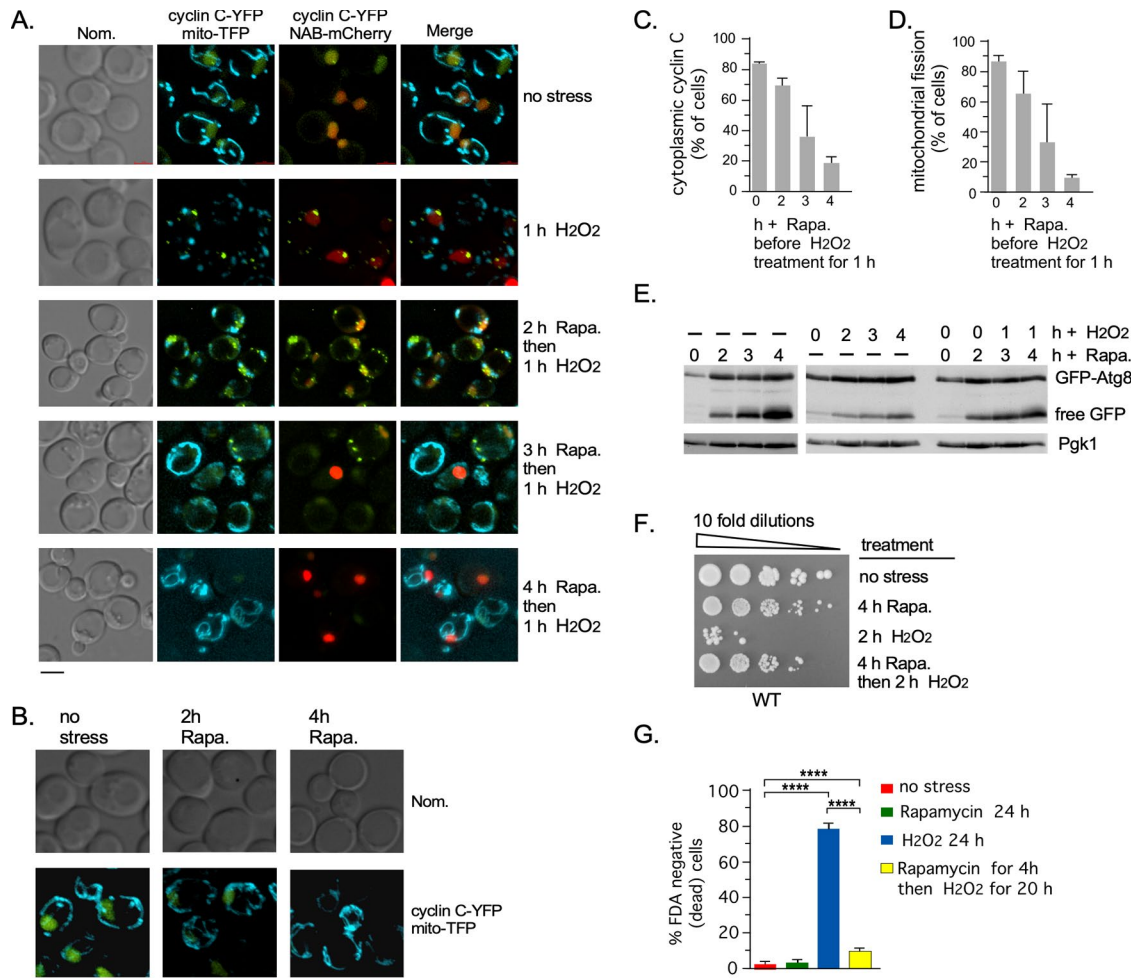 A.
Nom.
cyclin C-YFP
mito-TFP
cyclin C-YFP
NAB-mCherry
Merge
no stress
1 h H2O2
2 h Rapa.
then
1 h H2O2
3 h Rapa.
then
1 h H2O2
4 h Rapa.
then
1 h H2O2
B.
no
stress
2h
Rapa.
4h
Rapa.
Nom.
cyclin C-YFP
mito-TFP
C.
cytoplasmic cyclin C
(% of cells)
100
80
60
40
20
0
0 2 3 4
h + Rapa.
before H2O2
treatment for 1 h
D.
mitochondrial fission
(% of cells)
100
80
60
40
20
0
0 2 3 4
h + Rapa.
before H2O2
treatment for 1 h
E.
– – – – 0 2 3 4 0 0 1 1 h + H2O2
0 2 3 4 – – – – 0 2 3 4 h + Rapa.
GFP-Atg8
free GFP
Pgk1
F.
10 fold dilutions
treatment
no stress
4 h Rapa.
2 h H2O2
4 h Rapa.
then 2 h H2O2
WT
G.
% FDA negative
(dead) cells
100
80
60
40
20
0
****
****
****
no stress
Rapamycin 24 h
H2O2 24 h
Rapamycin for 4h
then H2O2 for 20 h